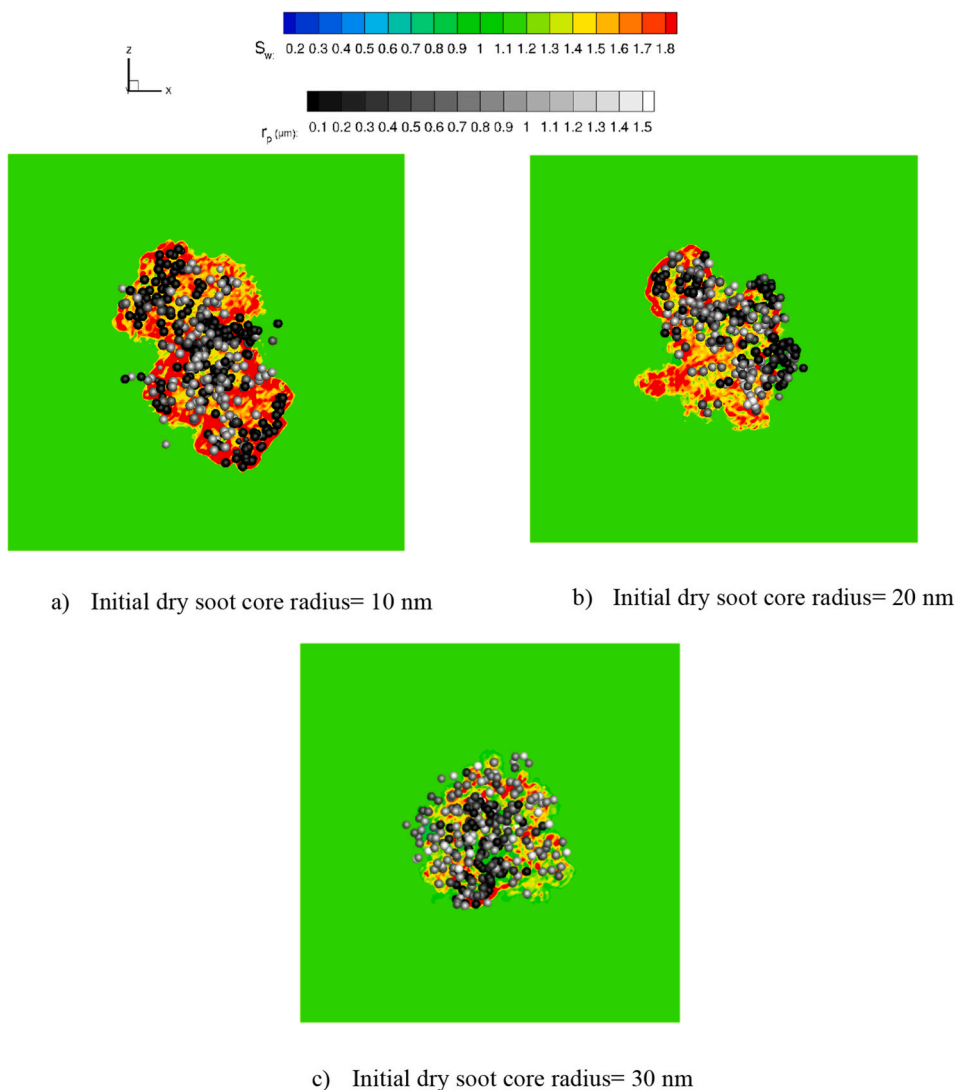 S_w: 0.2 0.3 0.4 0.5 0.6 0.7 0.8 0.9 1 1.1 1.2 1.3 1.4 1.5 1.6 1.7 1.8
z
x
r_p (μm): 0.1 0.2 0.3 0.4 0.5 0.6 0.7 0.8 0.9 1 1.1 1.2 1.3 1.4 1.5
a) Initial dry soot core radius= 10 nm
b) Initial dry soot core radius= 20 nm
c) Initial dry soot core radius= 30 nm